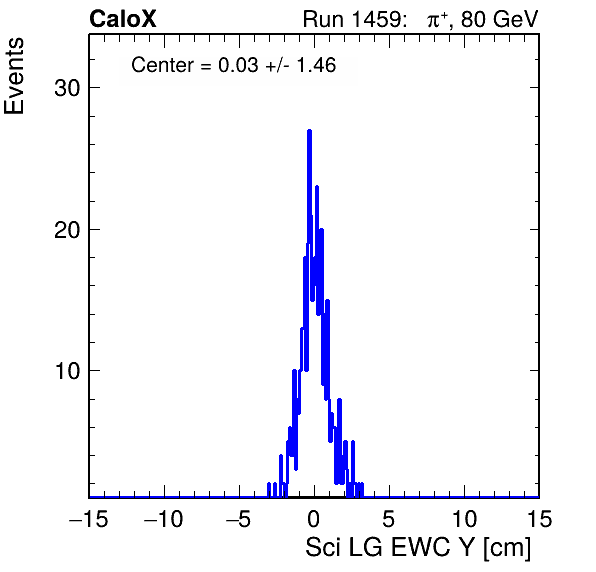 CaloX Run 1459: π⁺, 80 GeV
Events
Center = 0.03 +/- 1.46
30
20
10
−15 −10 −5 0 5 10 15
Sci LG EWC Y [cm]